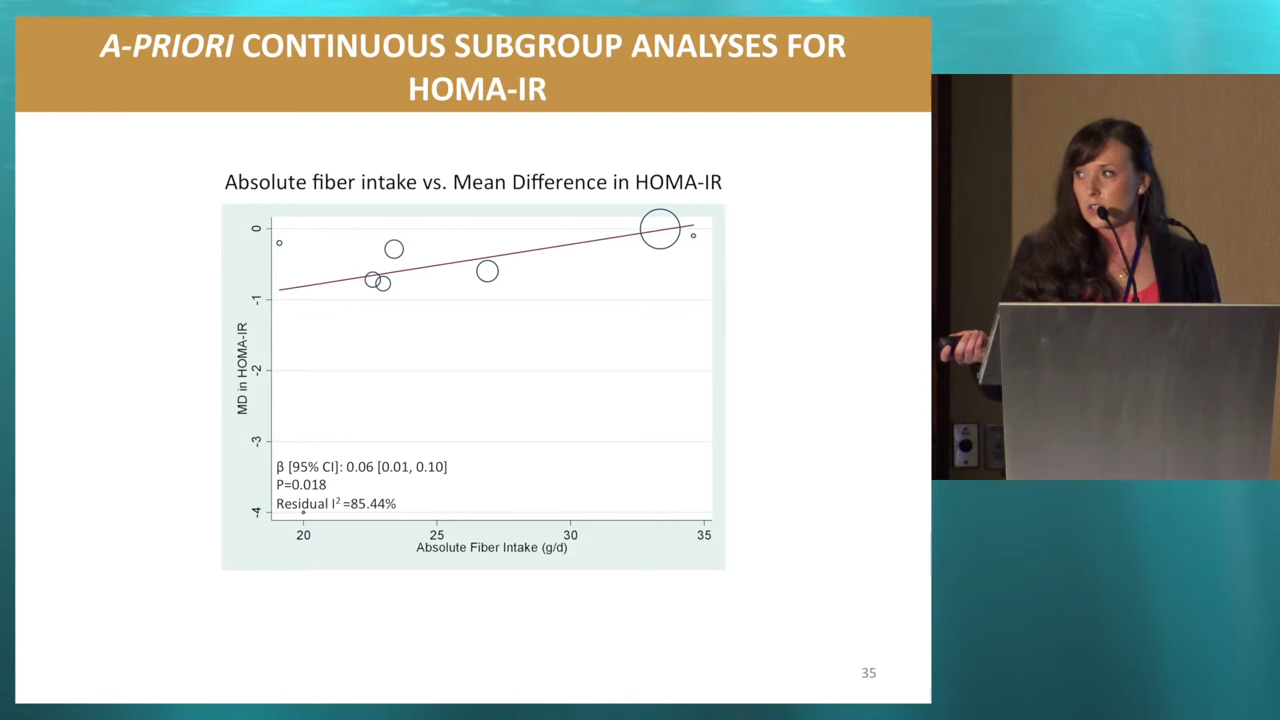 A-PRIORI CONTINUOUS SUBGROUP ANALYSES FOR
HOMA-IR
Absolute fiber intake vs. Mean Difference in HOMA-IR
0
-1
-2
-3
-4
MD in HOMA-IR
β [95% CI]: 0.06 [0.01, 0.10]
P=0.018
Residual I² =85.44%
20 25 30 35
Absolute Fiber Intake (g/d)
35